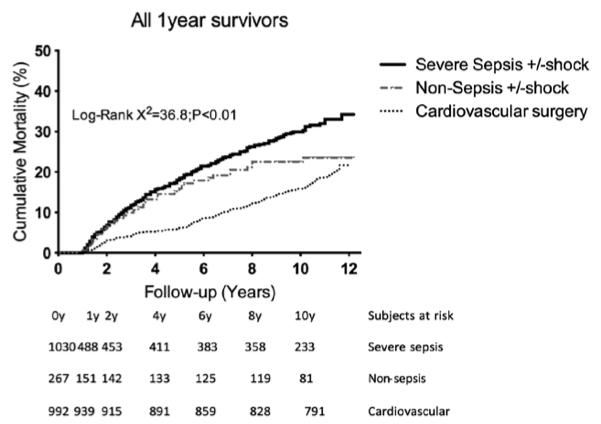 All 1year survivors
50
40
30
20
10
0
Cumulative Mortality (%)
Log-Rank X²=36.8;P<0.01
Severe Sepsis +/-shock
Non-Sepsis +/-shock
Cardiovascular surgery
0 2 4 6 8 10 12
Follow-up (Years)
0y 1y 2y 4y 6y 8y 10y Subjects at risk
1030 488 453 411 383 358 233 Severe sepsis
267 151 142 133 125 119 81 Non-sepsis
992 939 915 891 859 828 791 Cardiovascular